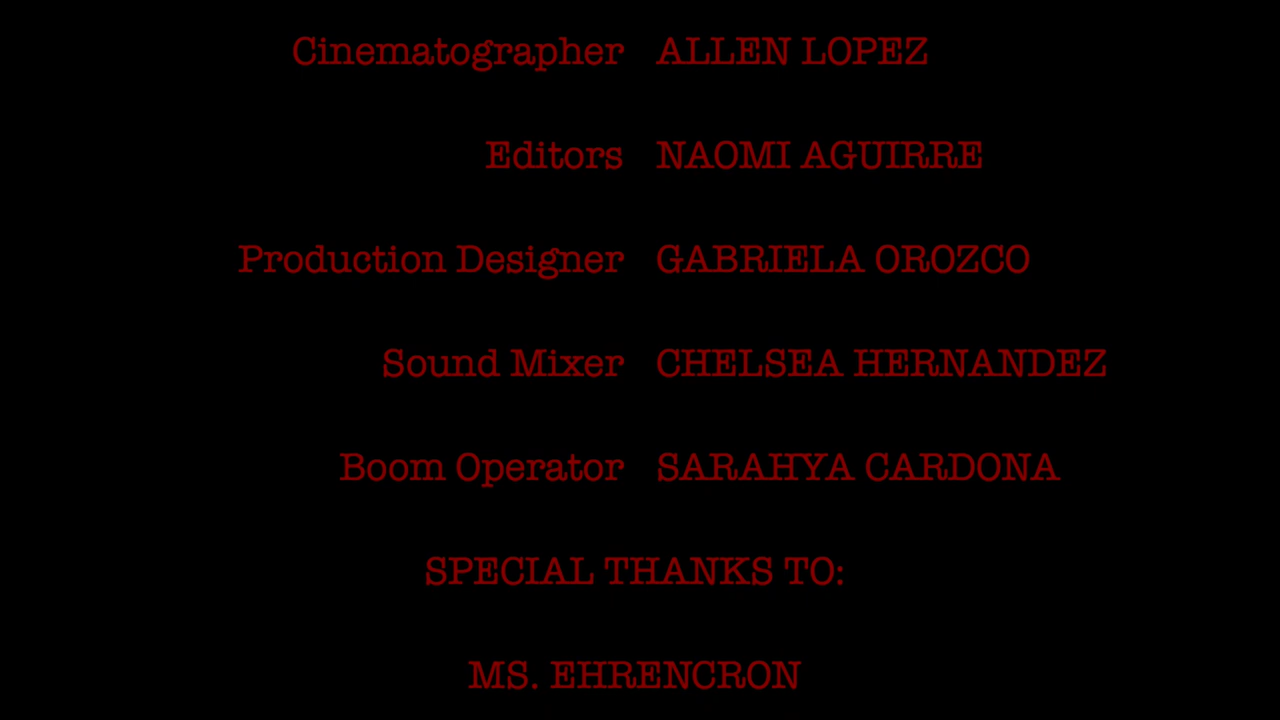 Cinematographer ALLEN LOPEZ
Editors NAOMI AGUIRRE
Production Designer GABRIELA OROZCO
Sound Mixer CHELSEA HERNANDEZ
Boom Operator SARAHYA CARDONA
SPECIAL THANKS TO:
MS. EHRENCRON